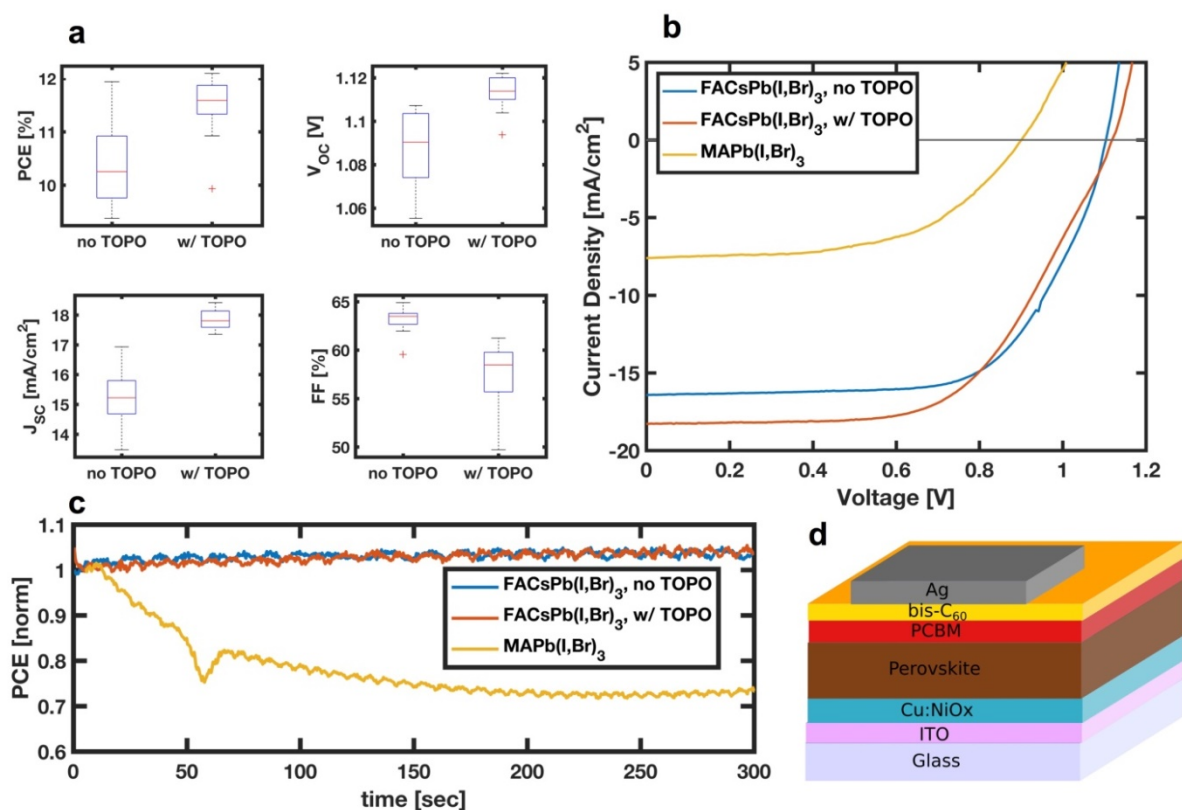 a
PCE [%]
12
11
10
no TOPO
w/ TOPO
VOC [V]
1.12
1.10
1.08
1.06
no TOPO
w/ TOPO
JSC [mA/cm²]
18
17
16
15
14
no TOPO
w/ TOPO
FF [%]
65
60
55
50
no TOPO
w/ TOPO
b
Current Density [mA/cm²]
5
0
-5
-10
-15
-20
FACsPb(I,Br)₃, no TOPO
FACsPb(I,Br)₃, w/ TOPO
MAPb(I,Br)₃
0
0.2
0.4
0.6
0.8
1
1.2
Voltage [V]
c
PCE [norm]
1.1
1.0
0.9
0.8
0.7
0.6
FACsPb(I,Br)₃, no TOPO
FACsPb(I,Br)₃, w/ TOPO
MAPb(I,Br)₃
0
50
100
150
200
250
300
time [sec]
d
Ag
bis-C₆₀
PCBM
Perovskite
Cu:NiOx
ITO
Glass